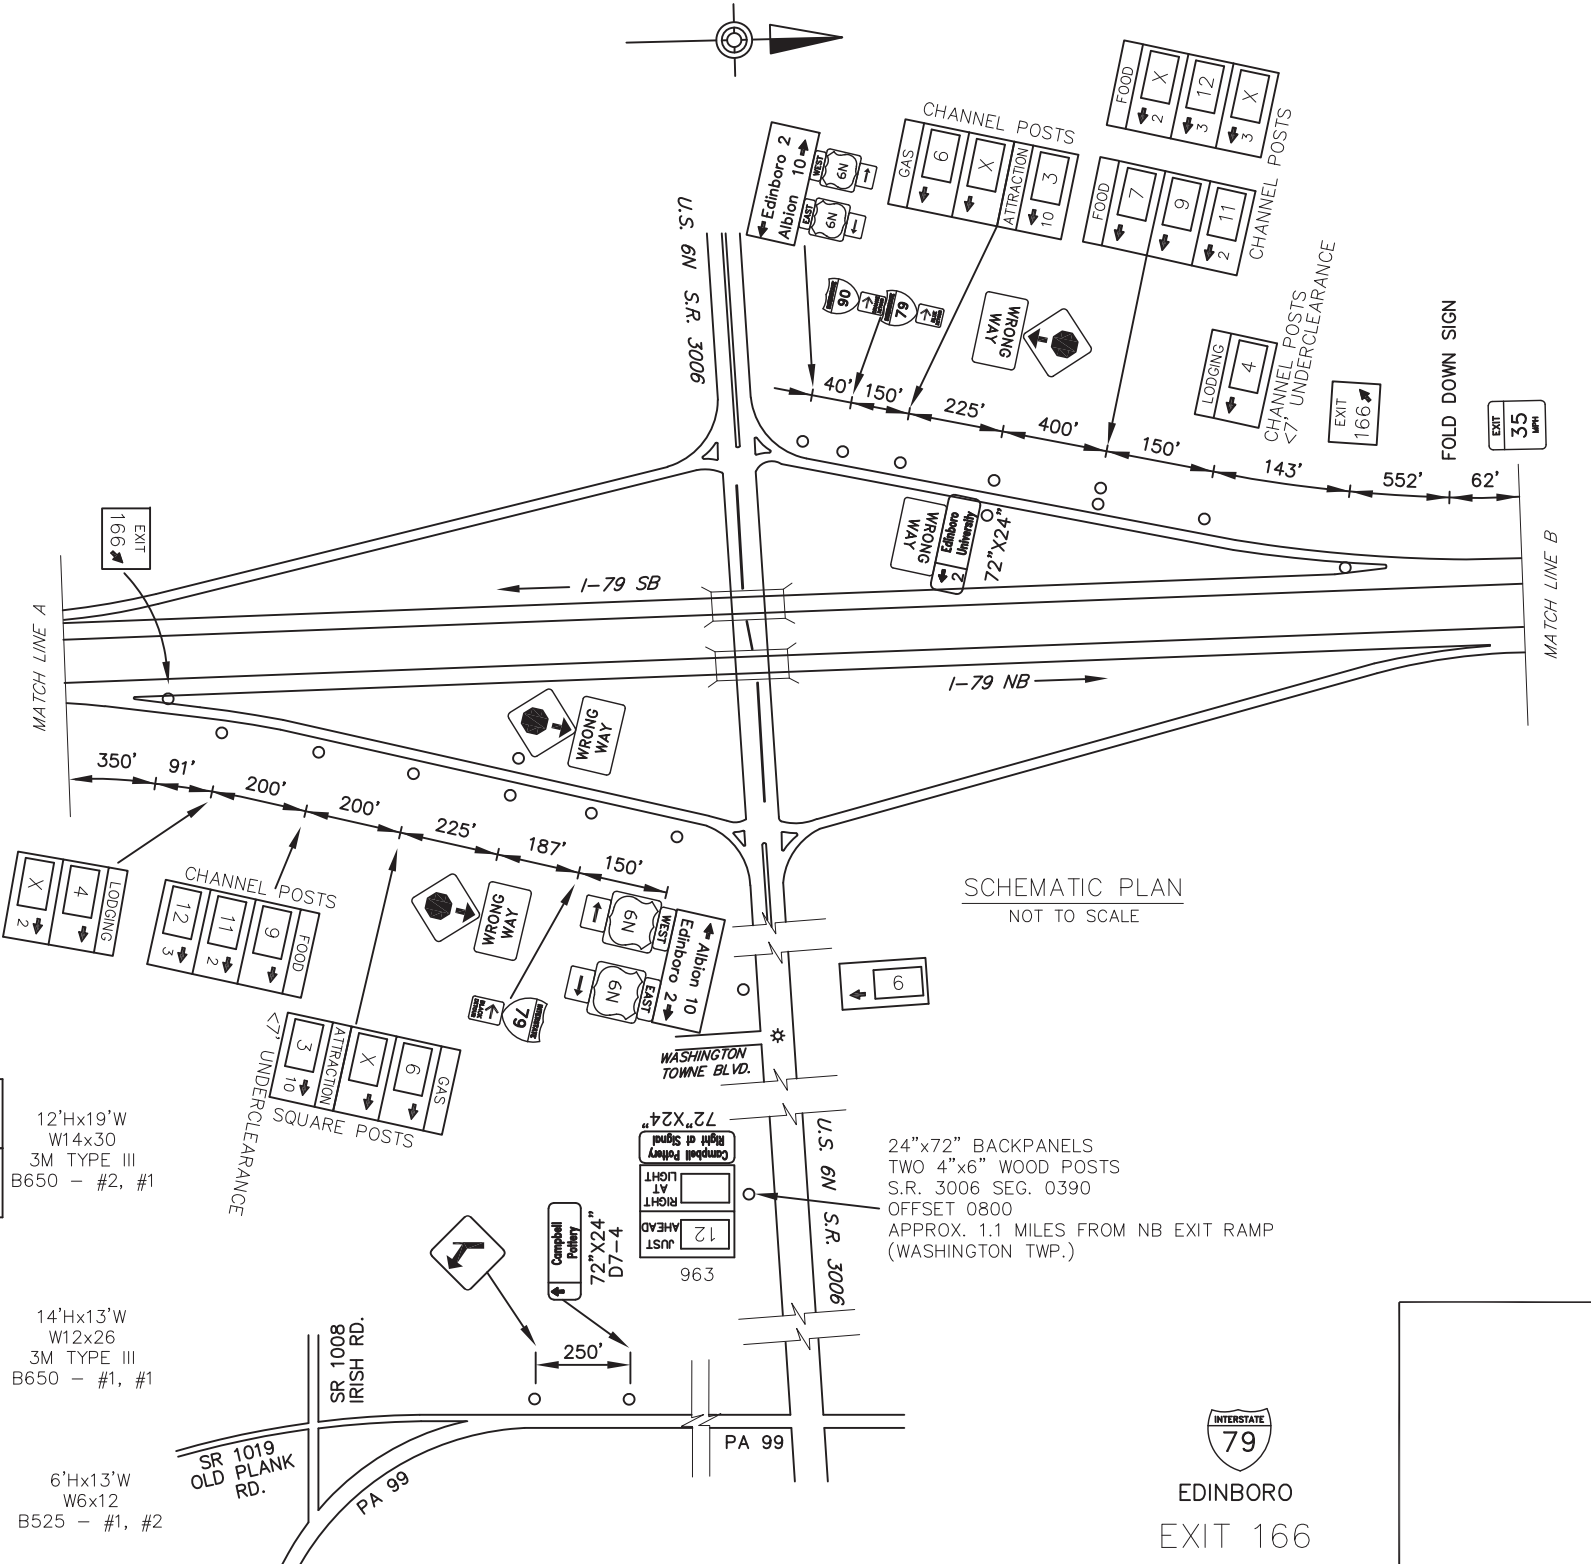 FOOD
X
2
12
3
X
3
CHANNEL POSTS
CHANNEL POSTS
GAS
6
X
ATTRACTION
3
10
FOOD
7
9
11
2
CHANNEL POSTS
Edinboro 2
Albion 10
WEST
6N
EAST
6N
U.S. 6N S.R. 3006
90
79
WRONG
WAY
LODGING
4
CHANNEL POSTS
<7' UNDERCLEARANCE
EXIT
166
FOLD DOWN SIGN
EXIT
35
MPH
40'
150'
225'
400'
150'
143'
552'
62'
EXIT
166
WRONG
WRONG
WAY
Edinboro
University
2
72"X24"
I-79 SB
MATCH LINE A
MATCH LINE B
I-79 NB
WRONG
WAY
350'
91'
200'
200'
225'
187'
150'
LODGING
4
X
2
CHANNEL POSTS
FOOD
9
11
2
12
3
WRONG
WAY
6N
WEST
6N
EAST
Albion 10
Edinboro 2
79
GAS
6
X
ATTRACTION
3
10
SQUARE POSTS
<7' UNDERCLEARANCE
SCHEMATIC PLAN
NOT TO SCALE
9
WASHINGTON
TOWNE BLVD.
12'Hx19'W
W14x30
3M TYPE III
B650 - #2, #1
72"X24"
Campbell Pottery
Right at Signal
RIGHT
AT
LIGHT
JUST
AHEAD
12
963
U.S. 6N S.R. 3006
24"x72" BACKPANELS
TWO 4"x6" WOOD POSTS
S.R. 3006 SEG. 0390
OFFSET 0800
APPROX. 1.1 MILES FROM NB EXIT RAMP
(WASHINGTON TWP.)
Campbell
Pottery
72"X24"
D7-4
250'
14'Hx13'W
W12x26
3M TYPE III
B650 - #1, #1
SR 1008
IRISH RD.
SR 1019
OLD PLANK
RD.
PA 99
PA 99
6'Hx13'W
W6x12
B525 - #1, #2
INTERSTATE
79
EDINBORO
EXIT 166